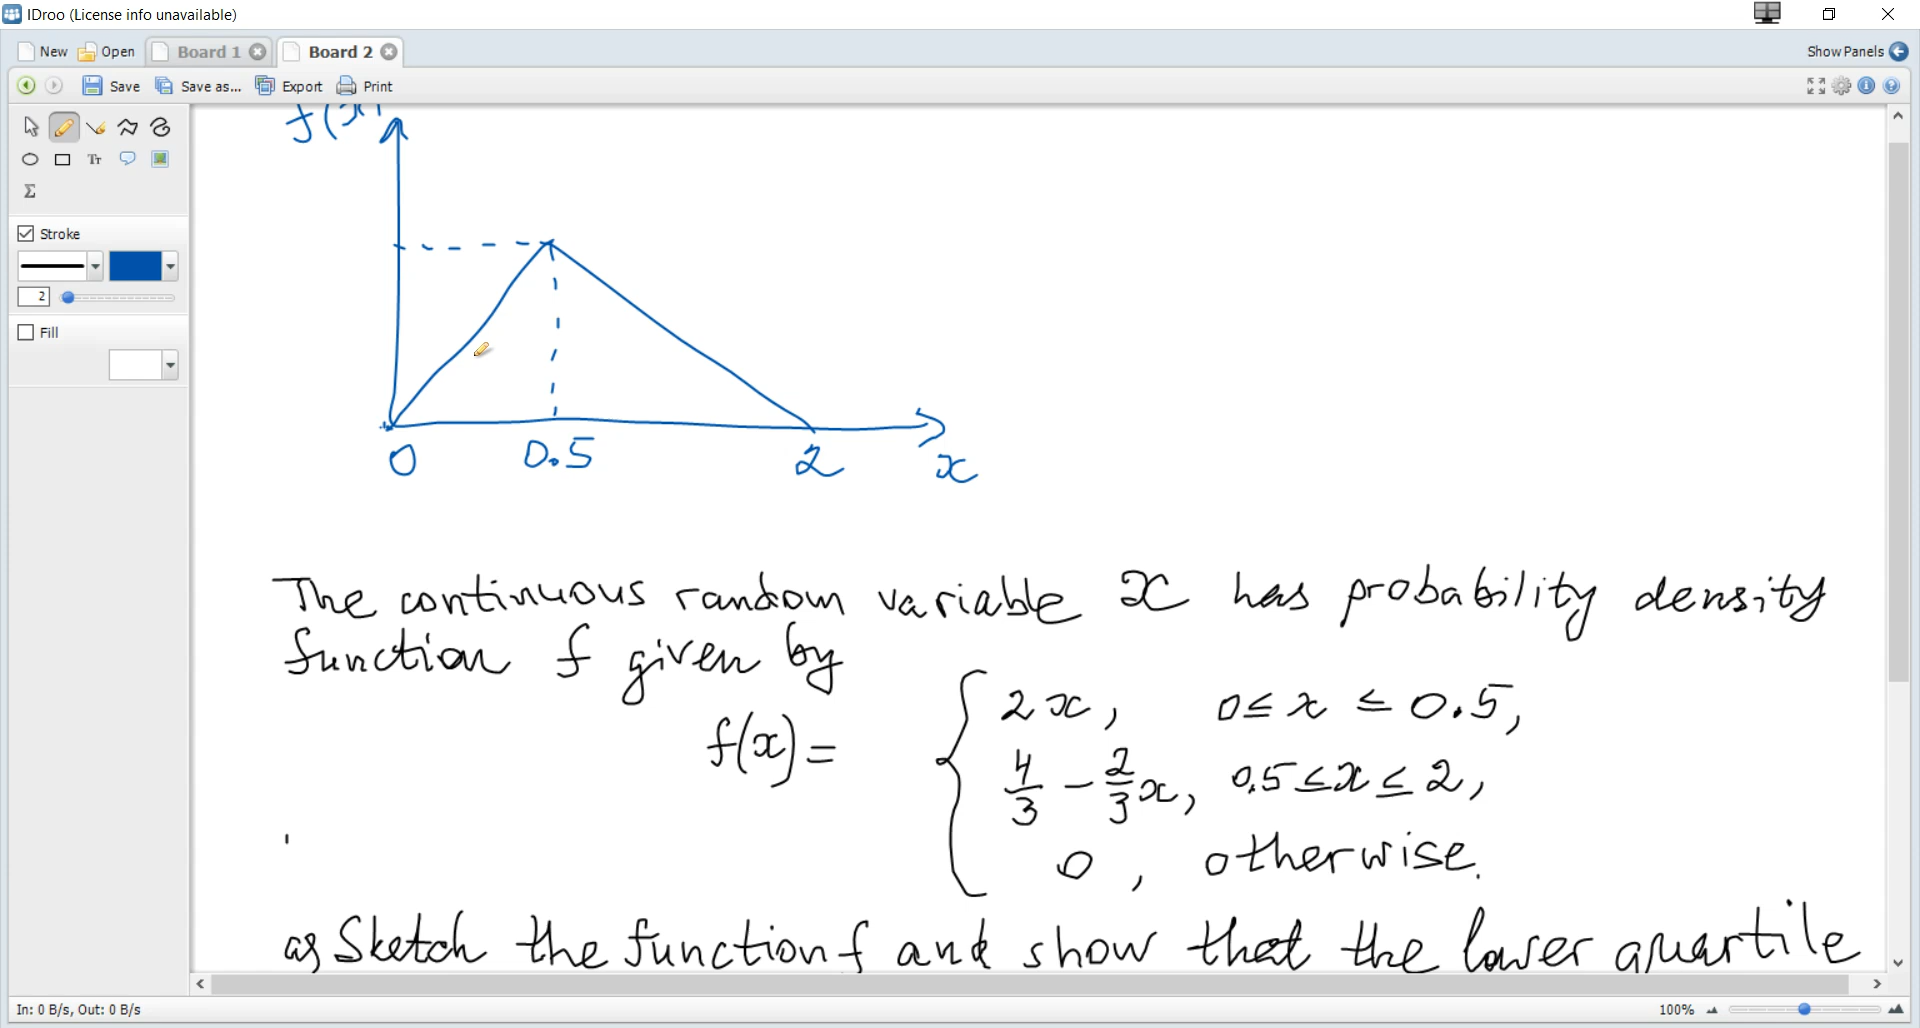 IDroo (License info unavailable)
New Open Board 1 Board 2 Show Panels
Save Save as... Export Print
f(x)
Tt
Σ
Stroke
2
Fill
0 0.5 2 x
The continuous random variable X has probability density
function f given by
f(x) = { 2x, 0 ≤ x ≤ 0.5,
4/3 - 2/3 x, 0.5 ≤ x ≤ 2,
0, otherwise.
a) Sketch the function f and show that the lower quartile
In: 0 B/s, Out: 0 B/s 100%